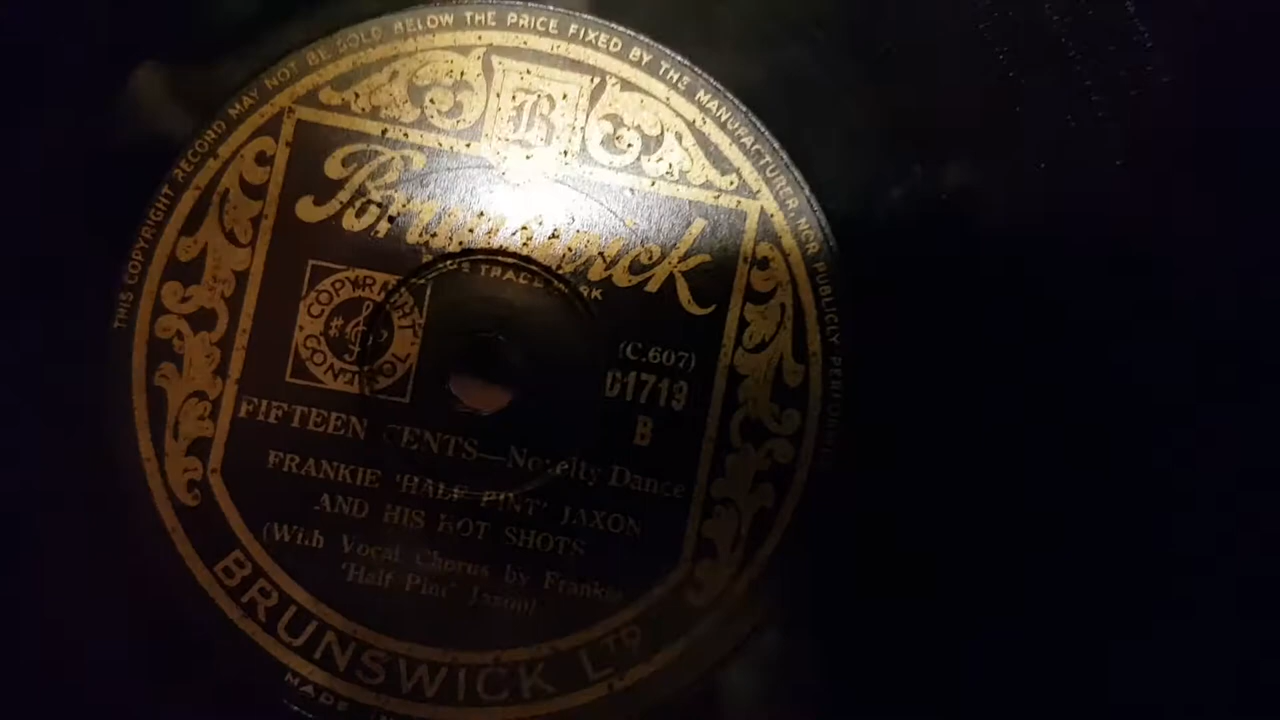 THIS COPYRIGHT RECORD MAY NOT BE SOLD BELOW THE PRICE FIXED BY THE MANUFACTURER, NOR PUBLICLY PERFORMED
B
Brunswick
TRADE MARK
COPYRIGHT
CONTROL
(C.607)
01719
B
FIFTEEN CENTS—Novelty Dance
FRANKIE 'HALF PINT' JAXON
AND HIS HOT SHOTS
(With Vocal Chorus by Frankie
'Half Pint' Jaxon)
BRUNSWICK LTD
MADE